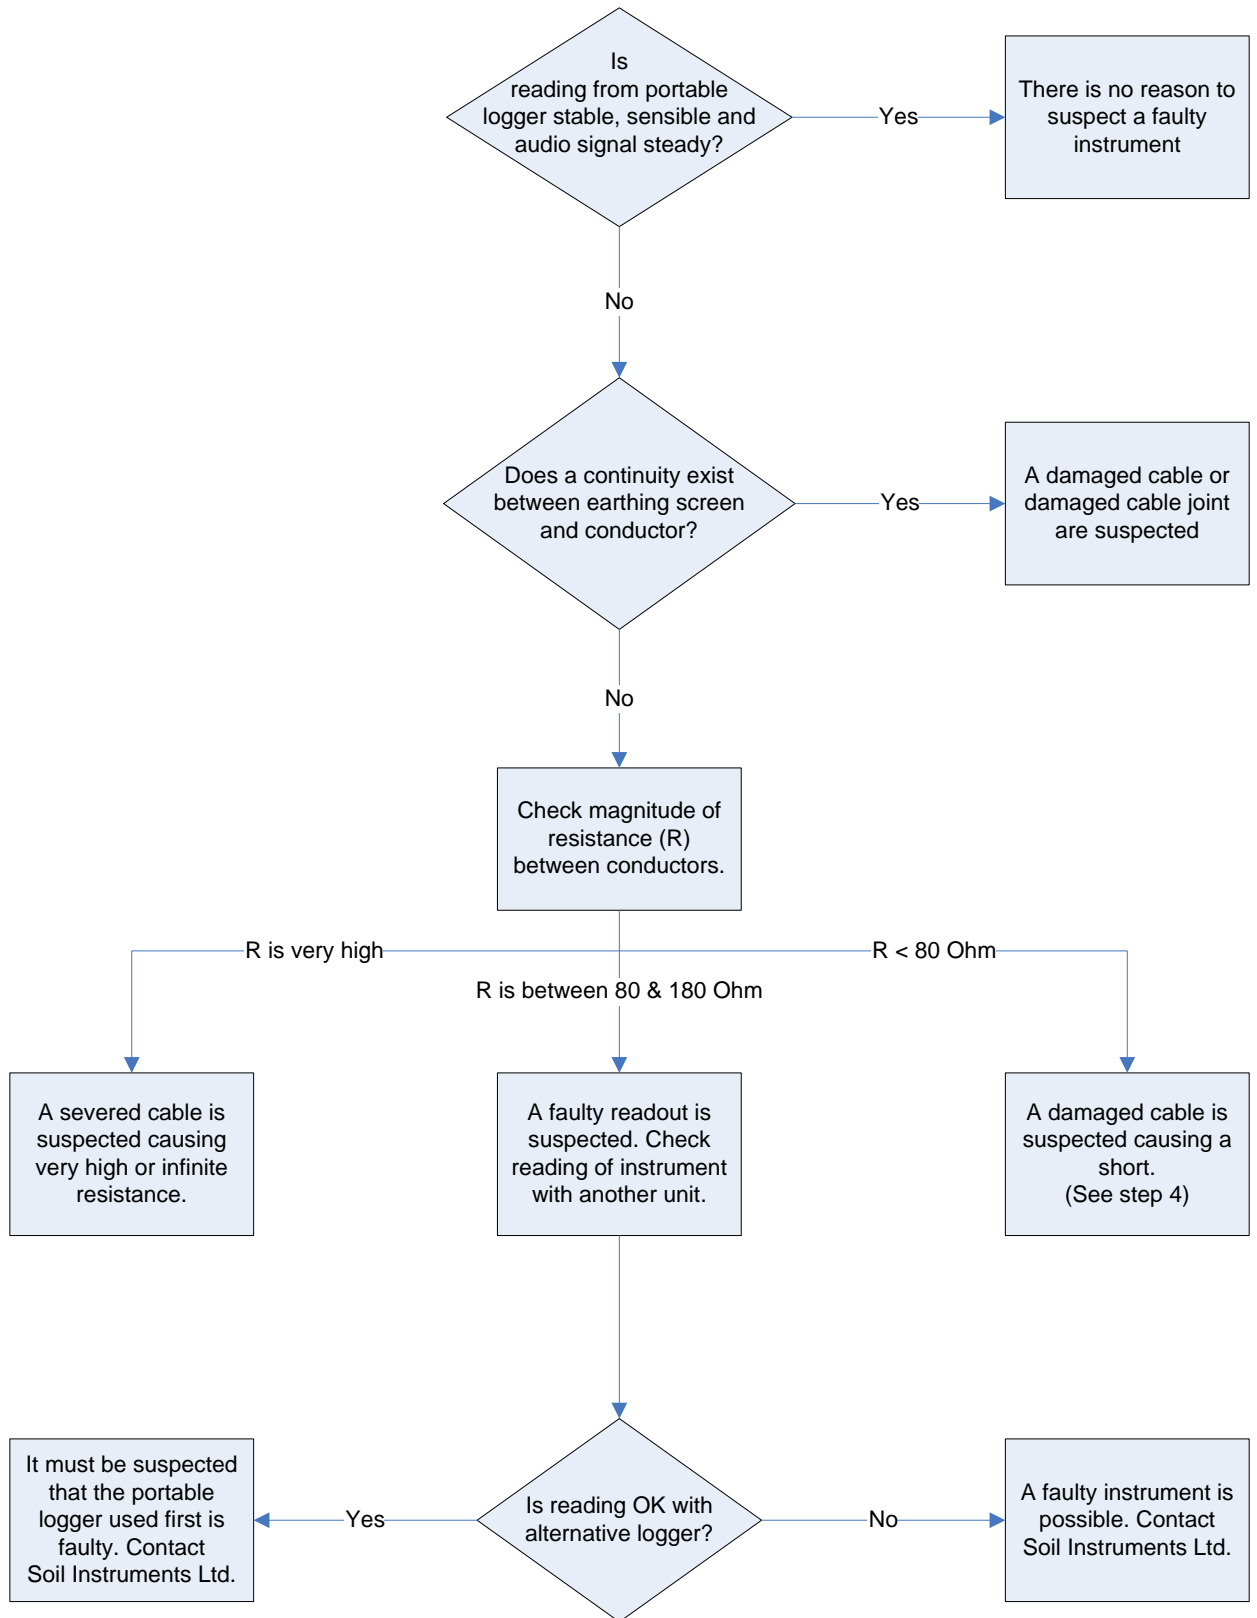 Is
reading from portable
logger stable, sensible and
audio signal steady?
Yes
There is no reason to
suspect a faulty
instrument
No
Does a continuity exist
between earthing screen
and conductor?
Yes
A damaged cable or
damaged cable joint
are suspected
No
Check magnitude of
resistance (R)
between conductors.
R is very high
R < 80 Ohm
R is between 80 & 180 Ohm
A severed cable is
suspected causing
very high or infinite
resistance.
A faulty readout is
suspected. Check
reading of instrument
with another unit.
A damaged cable is
suspected causing a
short.
(See step 4)
It must be suspected
that the portable
logger used first is
faulty. Contact
Soil Instruments Ltd.
Yes
Is reading OK with
alternative logger?
No
A faulty instrument is
possible. Contact
Soil Instruments Ltd.